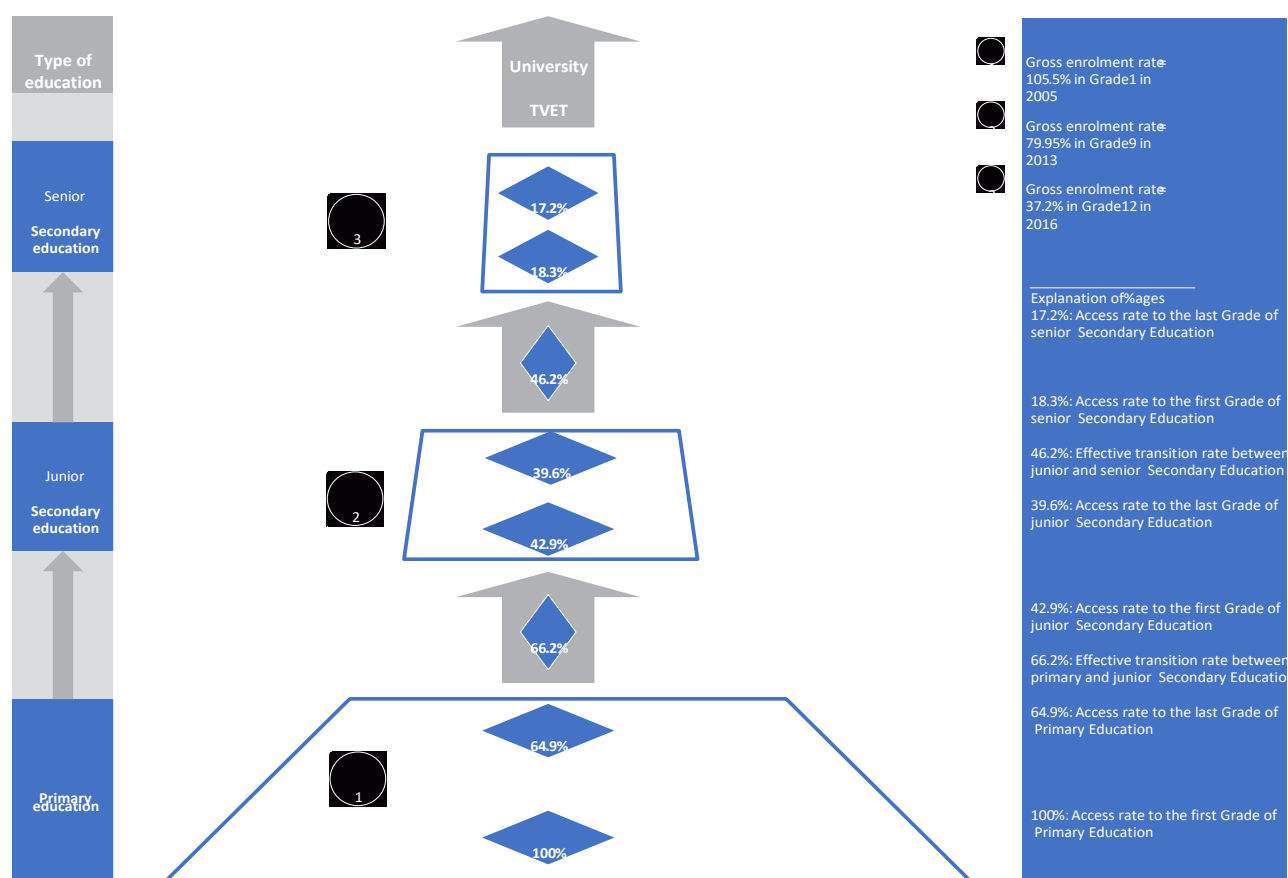 Type of
education
Senior
Secondary
education
Junior
Secondary
education
Primary
education
University
TVET
17.2%
18.3%
3
46.2%
39.6%
42.9%
2
66.2%
64.9%
100%
1
Gross enrolment rate=
105.5% in Grade1 in
2005
Gross enrolment rate=
79.95% in Grade9 in
2013
Gross enrolment rate=
37.2% in Grade12 in
2016
Explanation of%ages
17.2%: Access rate to the last Grade of
senior Secondary Education
18.3%: Access rate to the first Grade of
senior Secondary Education
46.2%: Effective transition rate between
junior and senior Secondary Education
39.6%: Access rate to the last Grade of
junior Secondary Education
42.9%: Access rate to the first Grade of
junior Secondary Education
66.2%: Effective transition rate between
primary and junior Secondary Educatio
64.9%: Access rate to the last Grade of
Primary Education
100%: Access rate to the first Grade of
Primary Education